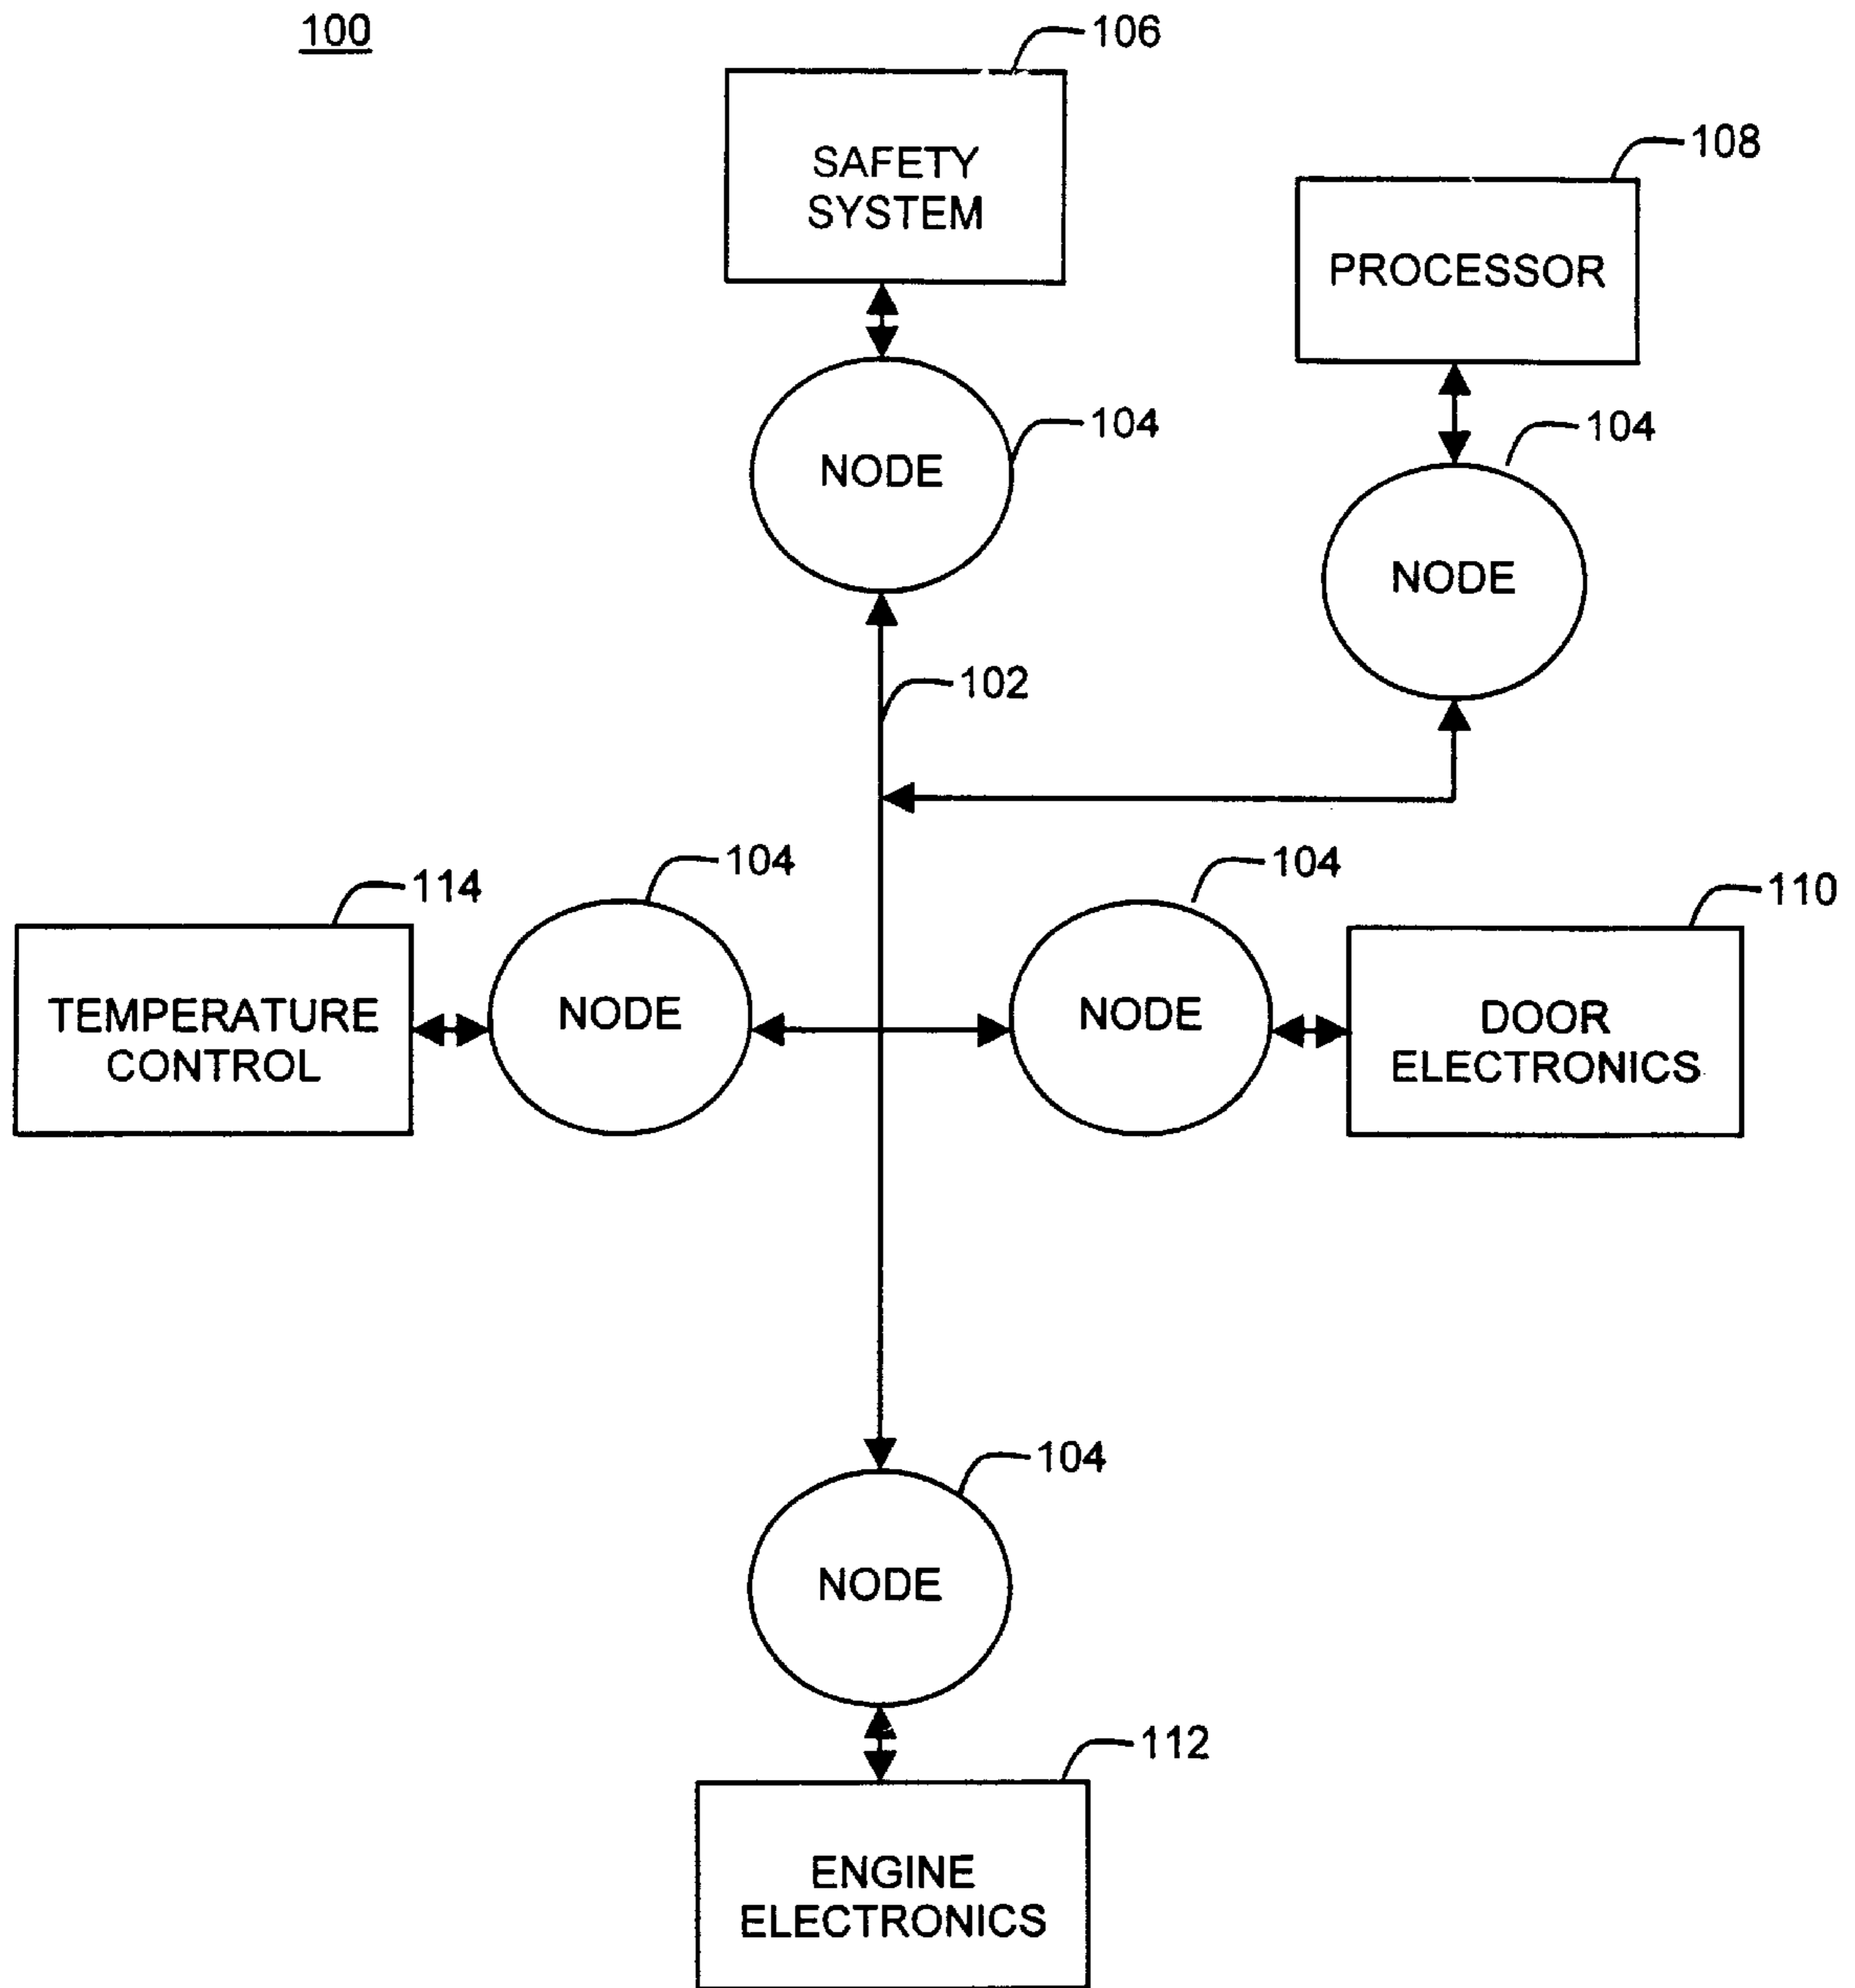 100
106
SAFETY
SYSTEM
108
PROCESSOR
104
NODE
104
NODE
102
104
104
114
110
TEMPERATURE
CONTROL
NODE
NODE
DOOR
ELECTRONICS
104
NODE
112
ENGINE
ELECTRONICS